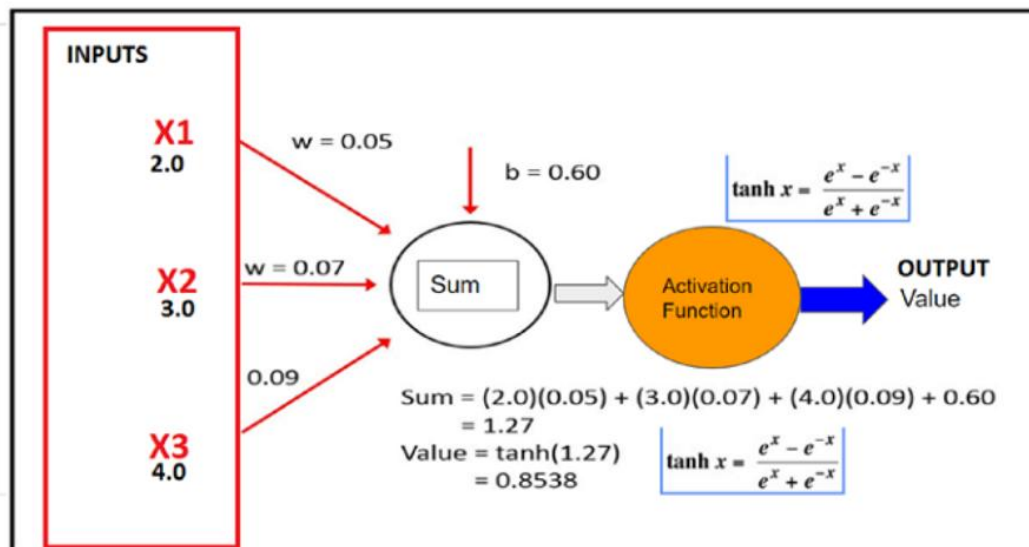 INPUTS
X1
2.0
w = 0.05
b = 0.60
tanh x = (e^x − e^−x) / (e^x + e^−x)
X2
3.0
w = 0.07
Sum
Activation
Function
OUTPUT
Value
0.09
X3
4.0
Sum = (2.0)(0.05) + (3.0)(0.07) + (4.0)(0.09) + 0.60
= 1.27
Value = tanh(1.27)
= 0.8538
tanh x = (e^x − e^−x) / (e^x + e^−x)